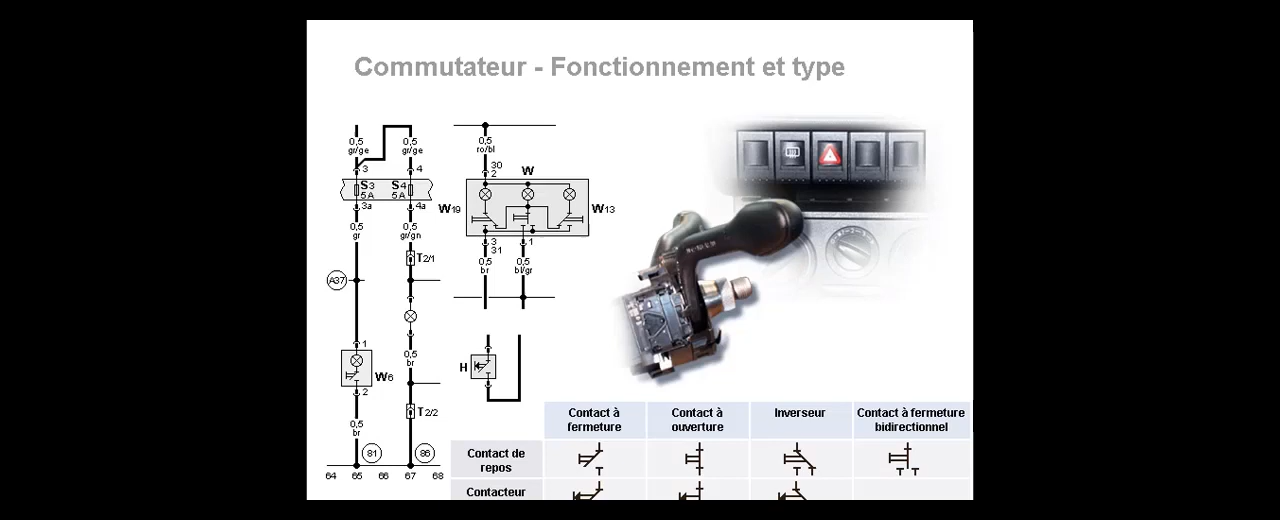 Commutateur - Fonctionnement et type
0,5 gr/ge
0,5 gr/ge
0,5 ro/bl
3
4
30
2
W
S3 5A
S4 5A
3a
4a
W19
W13
3
31
1
0,5 gr
0,5 gr/gn
0,5 br
0,5 bl/gr
T2/1
A37
1
0,5 br
H
W6
2
T2/2
0,5 br
81
86
64 65 66 67 68
Contact à fermeture
Contact à ouverture
Inverseur
Contact à fermeture bidirectionnel
Contact de repos
Contacteur